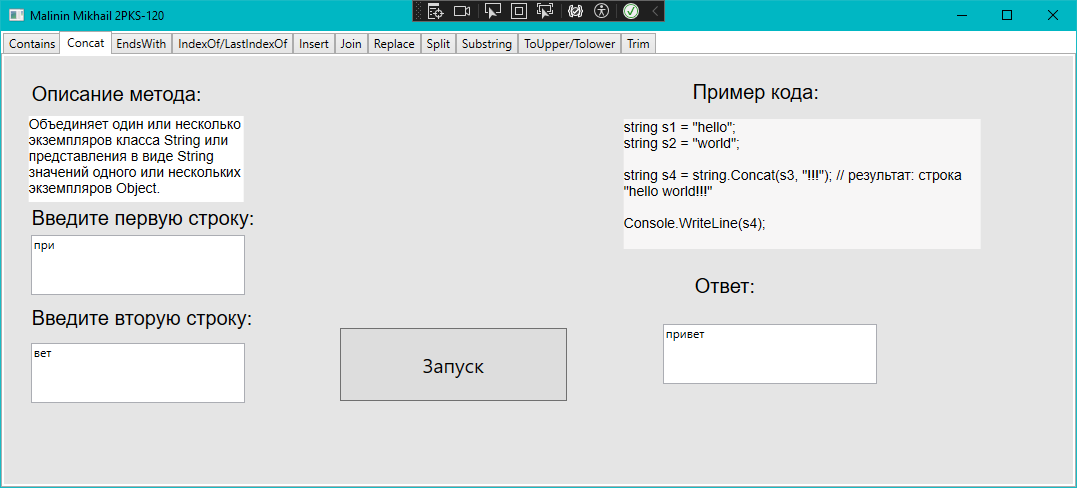 Malinin Mikhail 2PKS-120
Contains Concat EndsWith IndexOf/LastIndexOf Insert Join Replace Split Substring ToUpper/Tolower Trim
Описание метода:
Объединяет один или несколько
экземпляров класса String или
представления в виде String
значений одного или нескольких
экземпляров Object.
Введите первую строку:
при
Введите вторую строку:
вет
Запуск
Пример кода:
string s1 = "hello";
string s2 = "world";
string s4 = string.Concat(s3, "!!!"); // результат: строка
"hello world!!!"
Console.WriteLine(s4);
Ответ:
привет